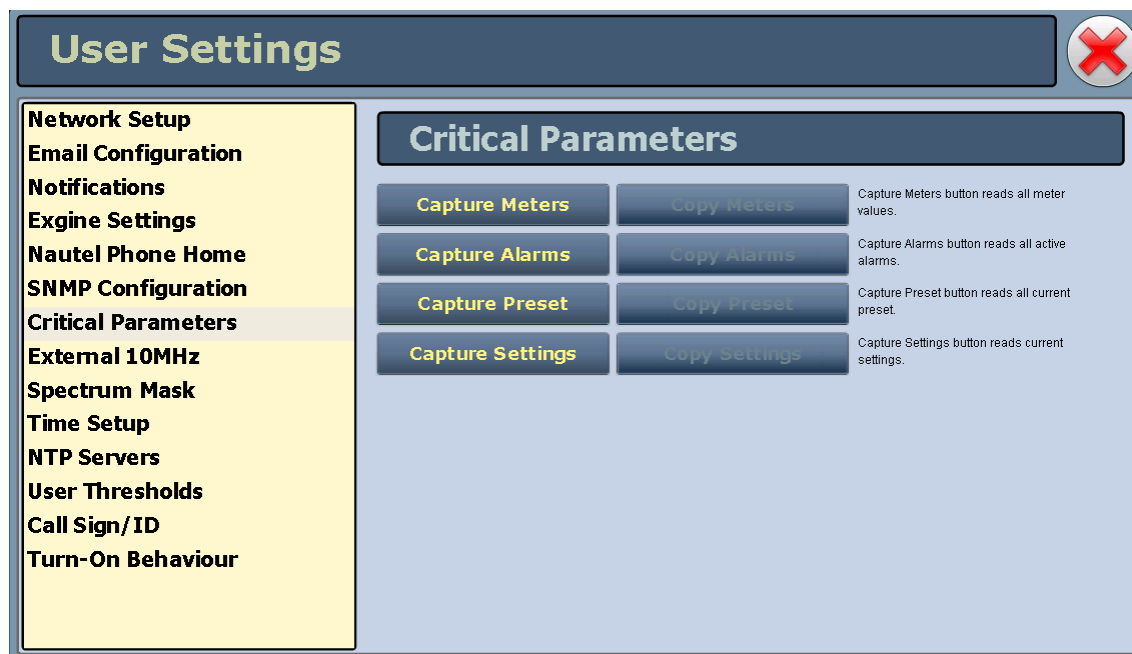 User Settings
Network Setup
Email Configuration
Notifications
Exgine Settings
Nautel Phone Home
SNMP Configuration
Critical Parameters
External 10MHz
Spectrum Mask
Time Setup
NTP Servers
User Thresholds
Call Sign/ID
Turn-On Behaviour
Critical Parameters
Capture Meters Copy Meters Capture Meters button reads all meter
values.
Capture Alarms Copy Alarms Capture Alarms button reads all active
alarms.
Capture Preset Copy Preset Capture Preset button reads all current
preset.
Capture Settings Copy Settings Capture Settings button reads current
settings.